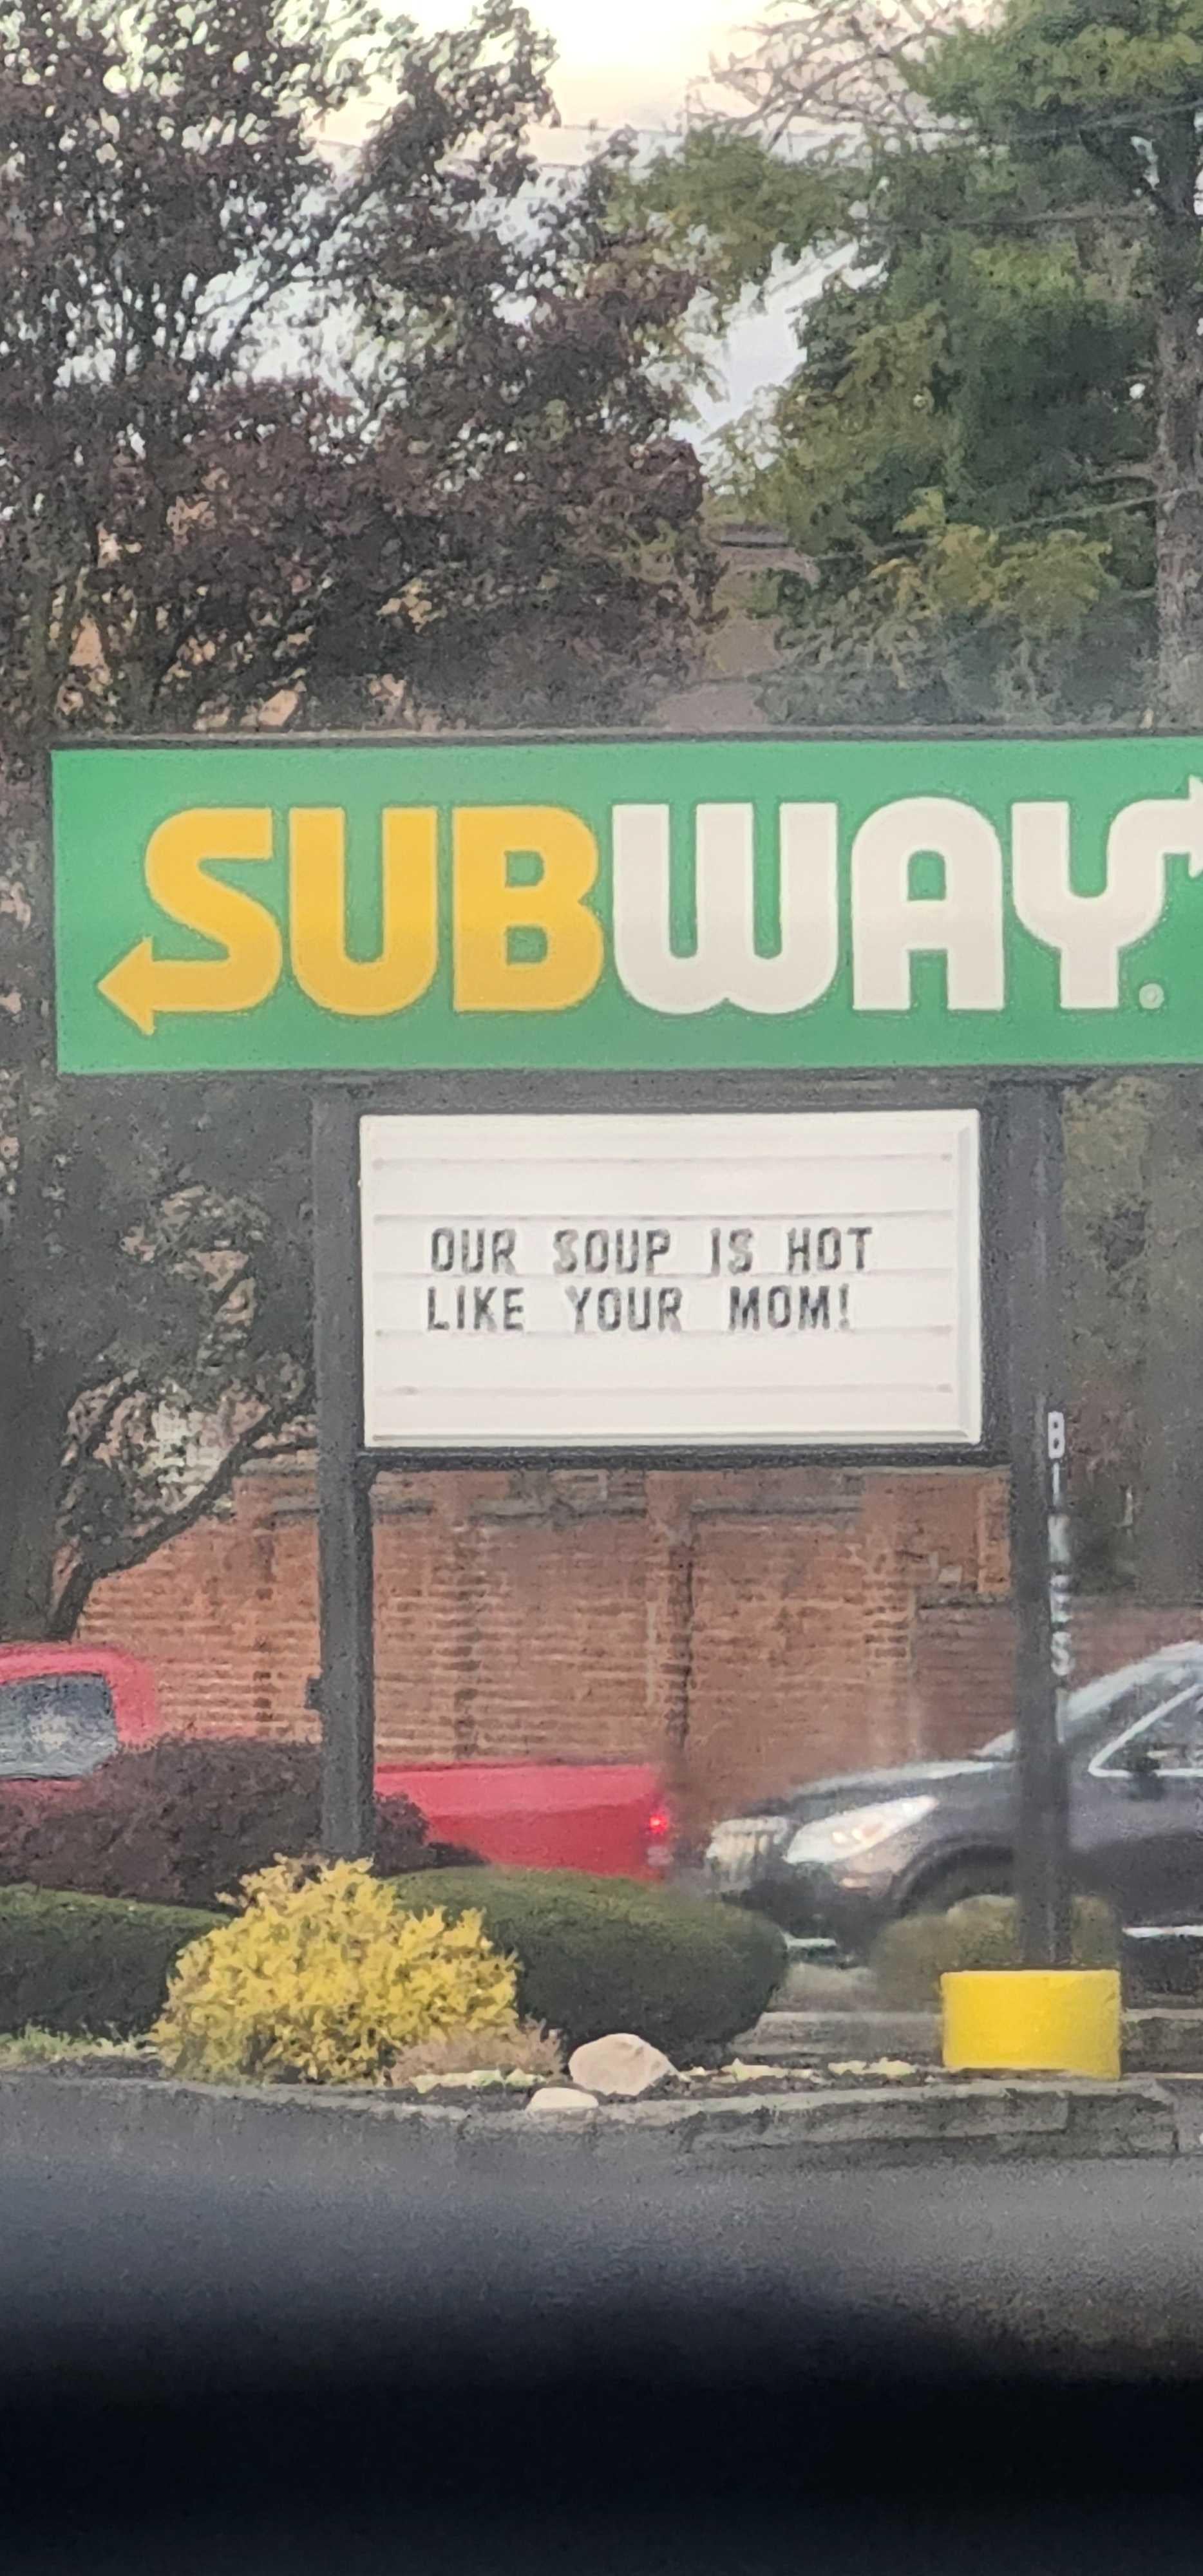 SUBWAY
OUR SOUP IS HOT
LIKE YOUR MOM!
BIKES